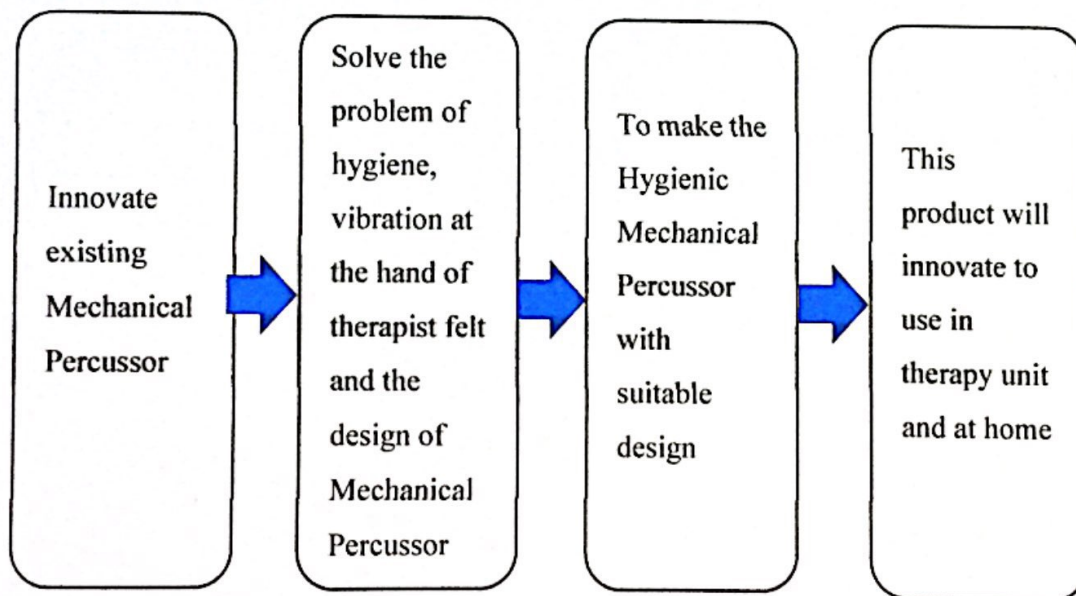 Innovate
existing
Mechanical
Percussor
Solve the
problem of
hygiene,
vibration at
the hand of
therapist felt
and the
design of
Mechanical
Percussor
To make the
Hygienic
Mechanical
Percussor
with
suitable
design
This
product will
innovate to
use in
therapy unit
and at home